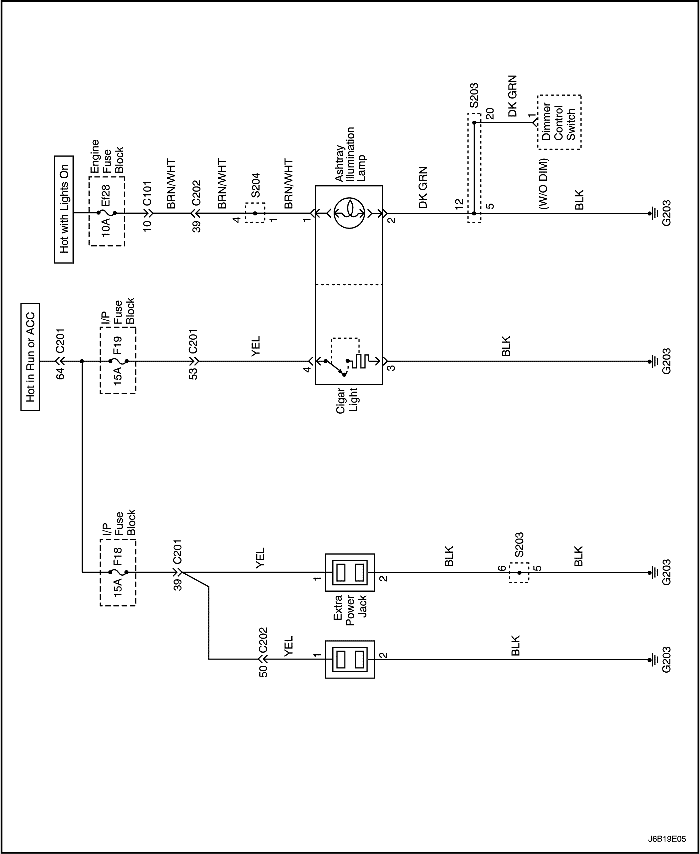 Hot with Lights On
Engine
Fuse
Block
10A Ef28
10 C101
BRN/WHT
39 C202
BRN/WHT
4
S204
1
BRN/WHT
1
Ashtray
Illumination
Lamp
2
DK GRN
12
S203
20
DK GRN
1
Dimmer
Control
Switch
5
(W/O DIM)
BLK
G203
Hot in Run or ACC
64 C201
I/P
Fuse
Block
15A F19
53 C201
YEL
4
Cigar
Light
3
BLK
G203
I/P
Fuse
Block
15A F18
39 C201
YEL
1
Extra
Power
Jack
2
BLK
6
S203
5
BLK
G203
50 C202
YEL
1
2
BLK
G203
J6B19E05